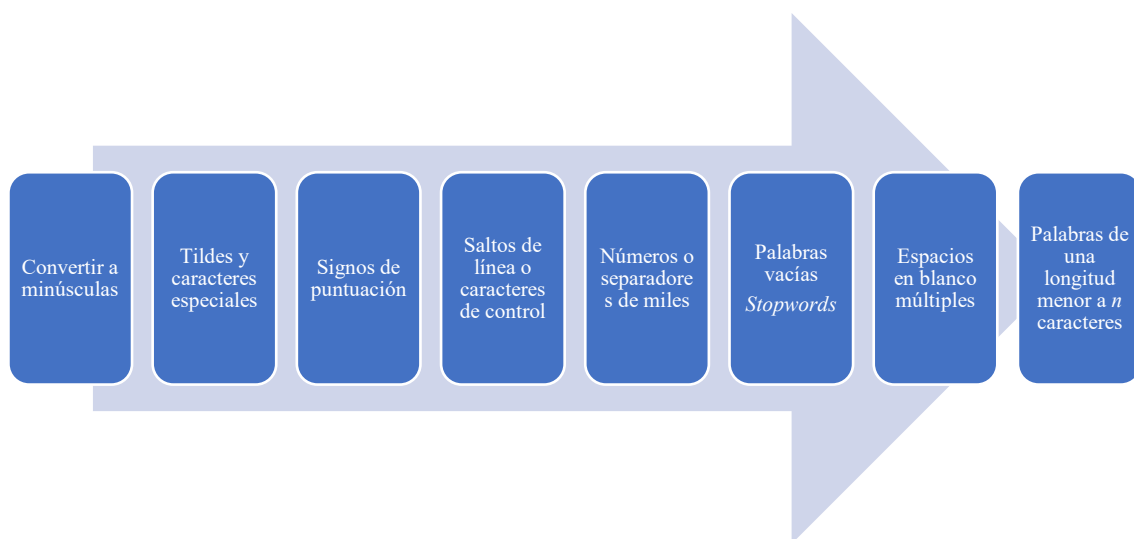 Convertir a
minúsculas
Tildes y
caracteres
especiales
Signos de
puntuación
Saltos de
línea o
caracteres
de control
Números o
separadore
s de miles
Palabras
vacías
Stopwords
Espacios
en blanco
múltiples
Palabras de
una
longitud
menor a n
caracteres